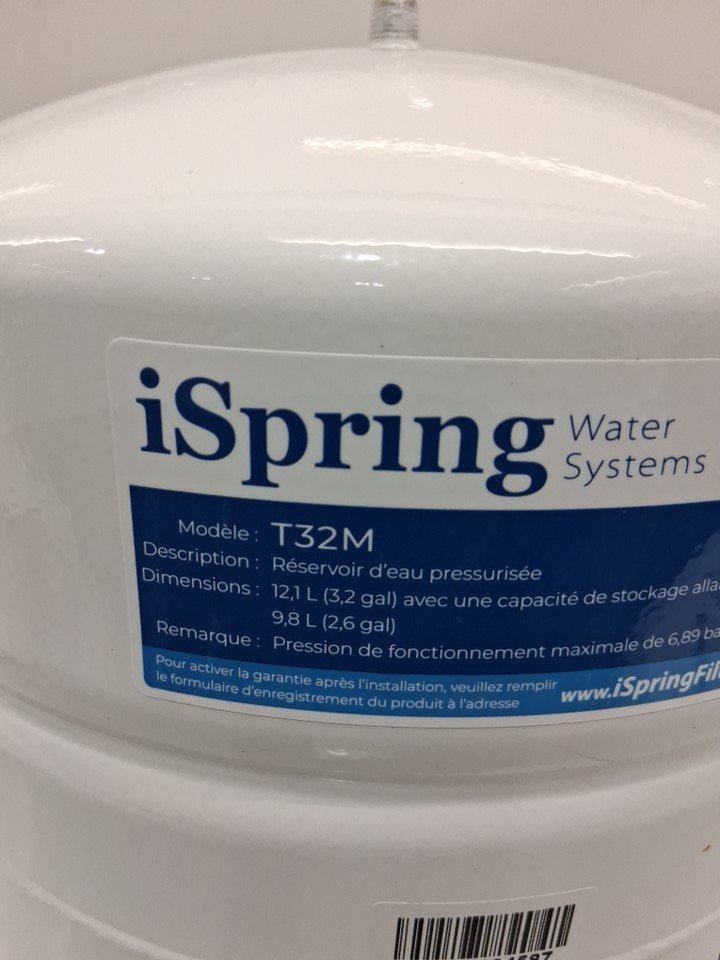 iSpring Water
Systems
Modèle : T32M
Description : Réservoir d'eau pressurisée
Dimensions : 12,1 L (3,2 gal) avec une capacité de stockage
9,8 L (2,6 gal)
Remarque : Pression de fonctionnement maximale de 6,89
Pour activer la garantie après l'installation, veuillez remplir
le formulaire d'enregistrement du produit à l'adresse
www.iSpringFil